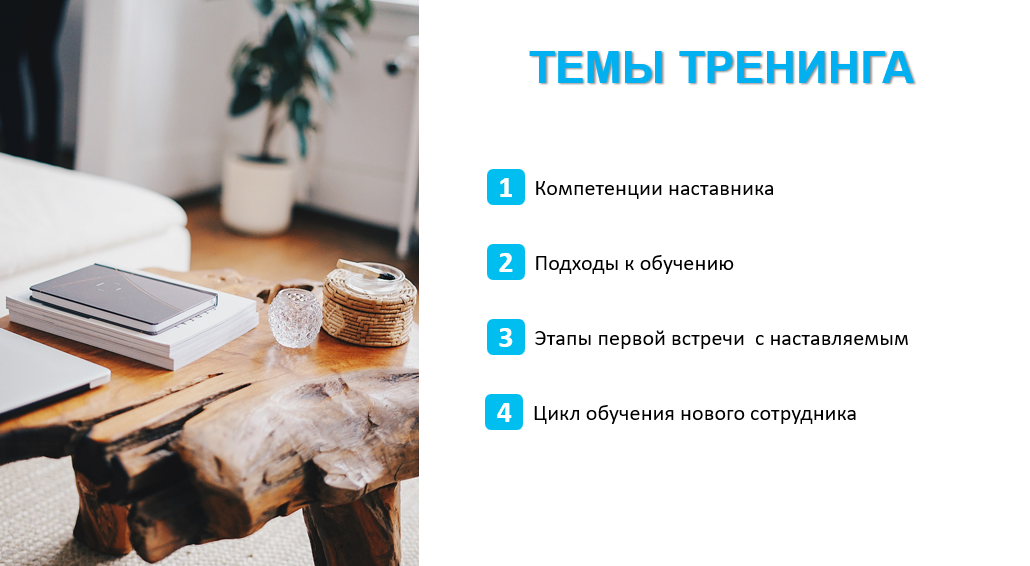 ТЕМЫ ТРЕНИНГА
1 Компетенции наставника
2 Подходы к обучению
3 Этапы первой встречи  с наставляемым
4 Цикл обучения нового сотрудника